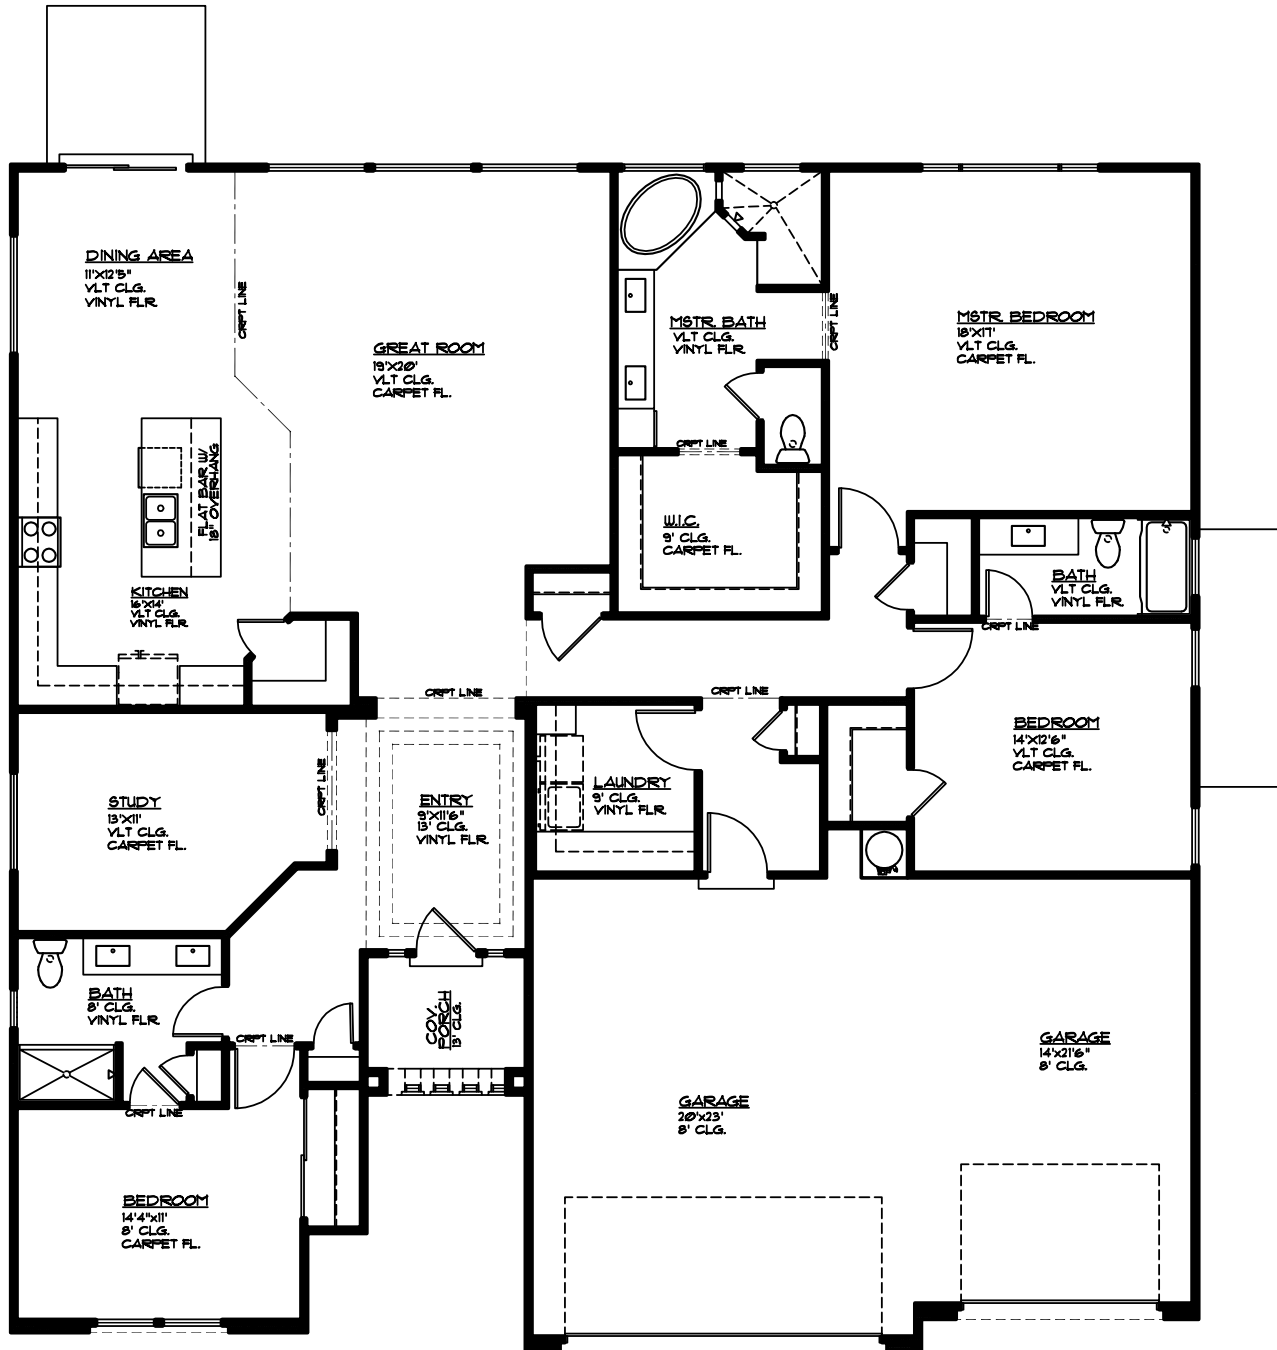 DINING AREA
11'X12'5"
VLT CLG.
VINYL FLR.
CRPT LINE
GREAT ROOM
19'X20'
VLT CLG.
CARPET FL.
MSTR. BATH
VLT CLG.
VINYL FLR.
CRPT LINE
MSTR. BEDROOM
18'X17'
VLT CLG.
CARPET FL.
CRPT LINE
FLAT BAR W/
18" OVERHANG
W.I.C.
9' CLG.
CARPET FL.
KITCHEN
16'X14'
VLT CLG.
VINYL FLR.
BATH
VLT CLG.
VINYL FLR.
CRPT LINE
CRPT LINE
CRPT LINE
BEDROOM
14'X12'6"
VLT CLG.
CARPET FL.
STUDY
13'X11'
VLT CLG.
CARPET FL.
CRPT LINE
ENTRY
9'X11'6"
13' CLG.
VINYL FLR.
LAUNDRY
9' CLG.
VINYL FLR.
BATH
8' CLG.
VINYL FLR.
CRPT LINE
COV.
PORCH
13' CLG.
GARAGE
14'x21'6"
8' CLG.
CRPT LINE
GARAGE
20'x23'
8' CLG.
BEDROOM
14'4"x11'
8' CLG.
CARPET FL.